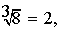 ∛8 = 2,